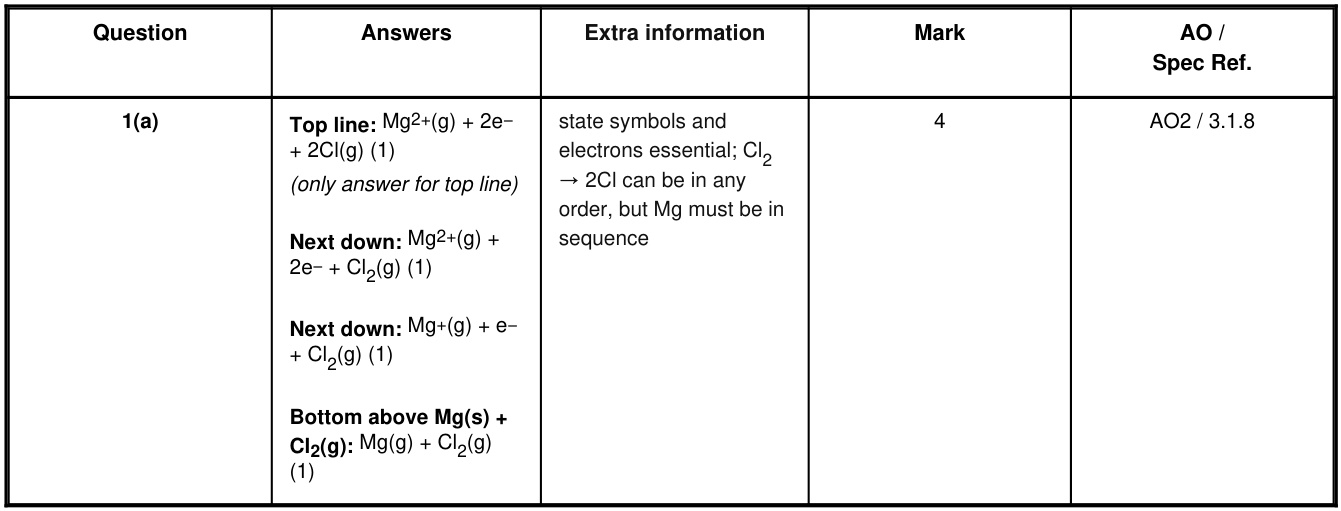 Question Answers Extra information Mark AO /
Spec Ref.
1(a)
Top line: Mg²⁺(g) + 2e⁻
+ 2Cl(g) (1)
(only answer for top line)
Next down: Mg²⁺(g) +
2e⁻ + Cl₂(g) (1)
Next down: Mg⁺(g) + e⁻
+ Cl₂(g) (1)
Bottom above Mg(s) +
Cl₂(g): Mg(g) + Cl₂(g)
(1)
state symbols and
electrons essential; Cl₂
→ 2Cl can be in any
order, but Mg must be in
sequence
4
AO2 / 3.1.8